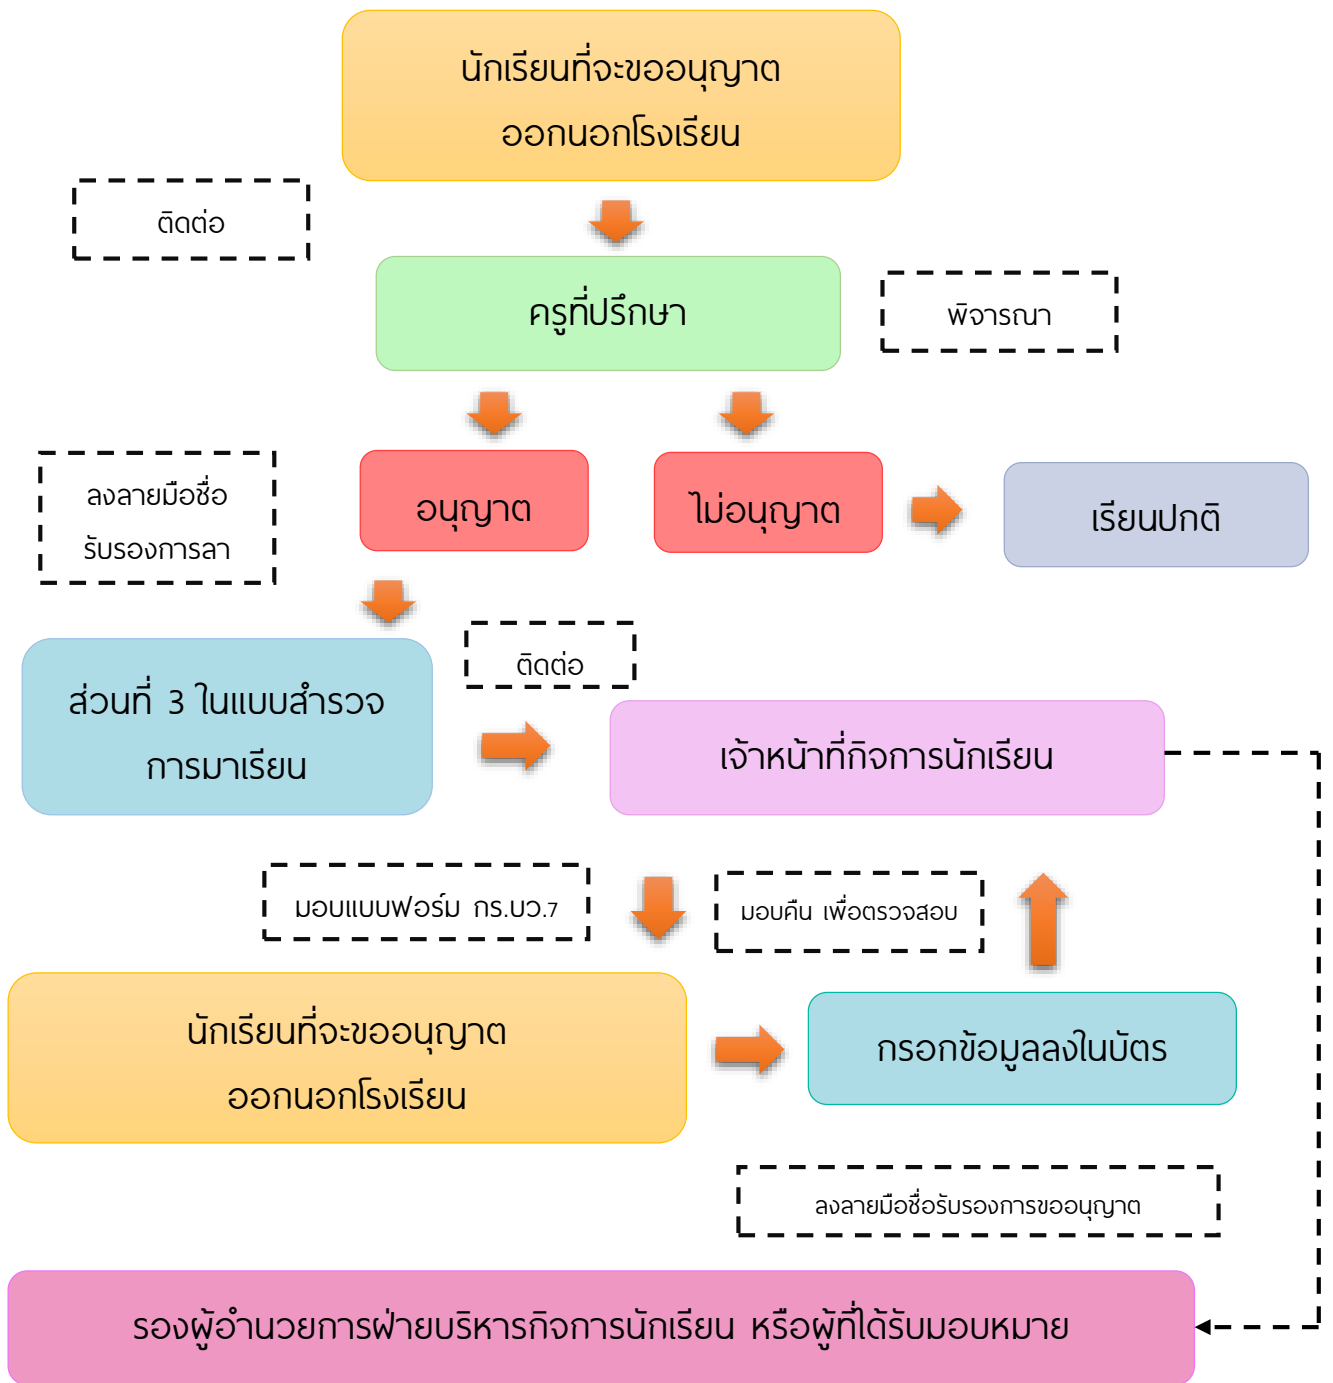 นักเรียนที่จะขออนุญาต
ออกนอกโรงเรียน
ติดต่อ
ครูที่ปรึกษา
พิจารณา
ลงลายมือชื่อ
รับรองการลา
อนุญาต
ไม่อนุญาต
เรียนปกติ
ส่วนที่ 3 ในแบบสำรวจ
การมาเรียน
ติดต่อ
เจ้าหน้าที่กิจการนักเรียน
มอบแบบฟอร์ม กร.บว.7
มอบคืน เพื่อตรวจสอบ
นักเรียนที่จะขออนุญาต
ออกนอกโรงเรียน
กรอกข้อมูลลงในบัตร
ลงลายมือชื่อรับรองการขออนุญาต
รองผู้อำนวยการฝ่ายบริหารกิจการนักเรียน หรือผู้ที่ได้รับมอบหมาย